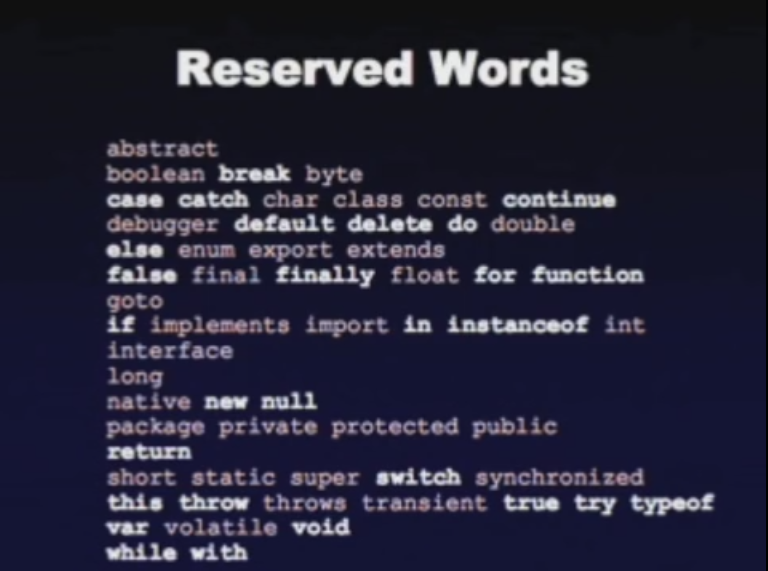 Reserved Words
abstract
boolean break byte
case catch char class const continue
debugger default delete do double
else enum export extends
false final finally float for function
goto
if implements import in instanceof int
interface
long
native new null
package private protected public
return
short static super switch synchronized
this throw throws transient true try typeof
var volatile void
while with